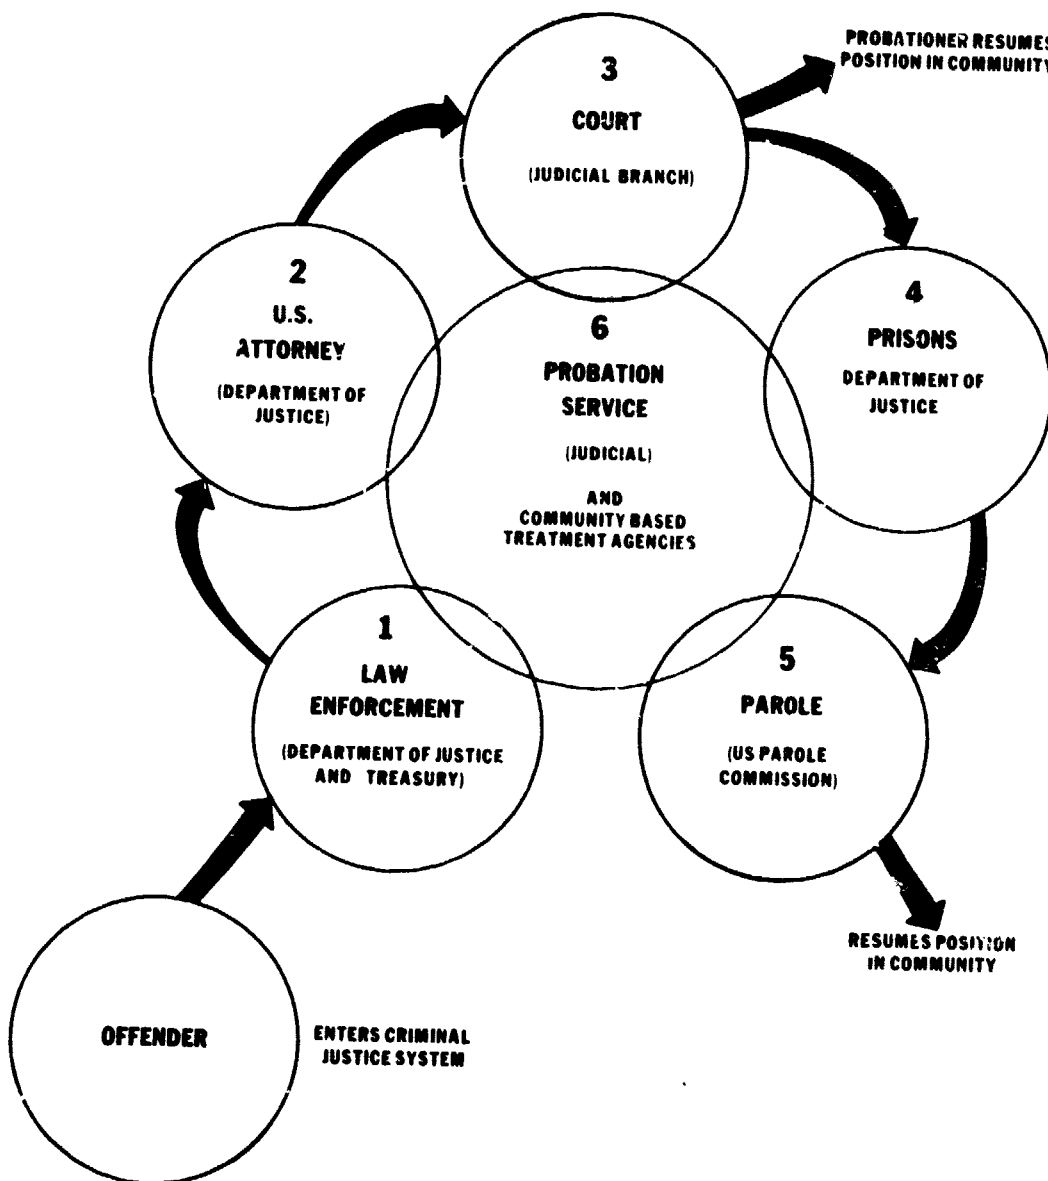 PROBATIONER RESUMES
POSITION IN COMMUNITY
3
COURT
(JUDICIAL BRANCH)
2
U.S.
ATTORNEY
(DEPARTMENT OF
JUSTICE)
4
PRISONS
DEPARTMENT OF
JUSTICE
6
PROBATION
SERVICE
(JUDICIAL)
AND
COMMUNITY BASED
TREATMENT AGENCIES
1
LAW
ENFORCEMENT
(DEPARTMENT OF JUSTICE
AND TREASURY)
5
PAROLE
(US PAROLE
COMMISSION)
RESUMES POSITION
IN COMMUNITY
OFFENDER
ENTERS CRIMINAL
JUSTICE SYSTEM